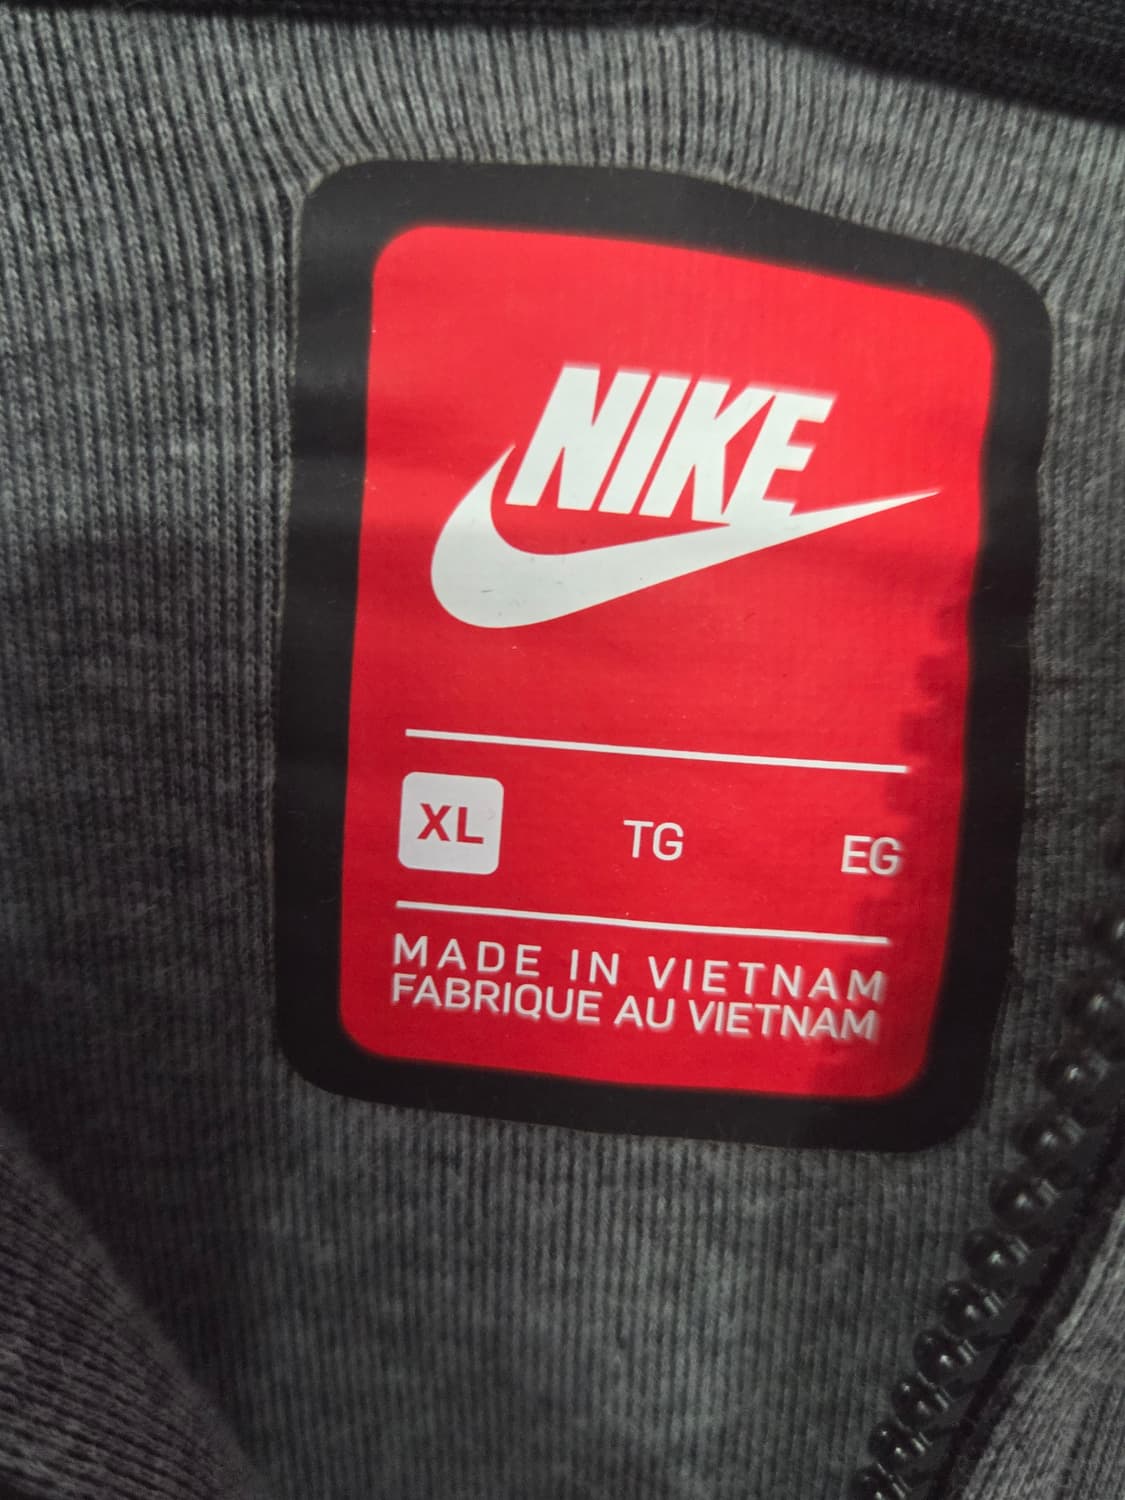 NIKE
XL TG EG
MADE IN VIETNAM
FABRIQUE AU VIETNAM